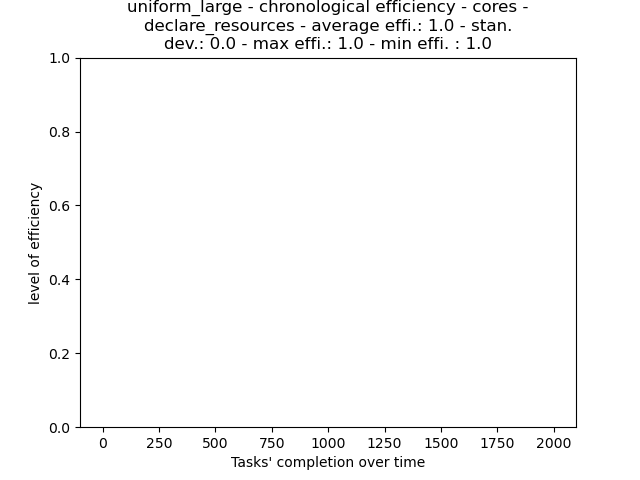 uniform_large - chronological efficiency - cores -
declare_resources - average effi.: 1.0 - stan.
dev.: 0.0 - max effi.: 1.0 - min effi. : 1.0
1.0
0.8
0.6
0.4
0.2
0.0
level of efficiency
0 250 500 750 1000 1250 1500 1750 2000
Tasks' completion over time